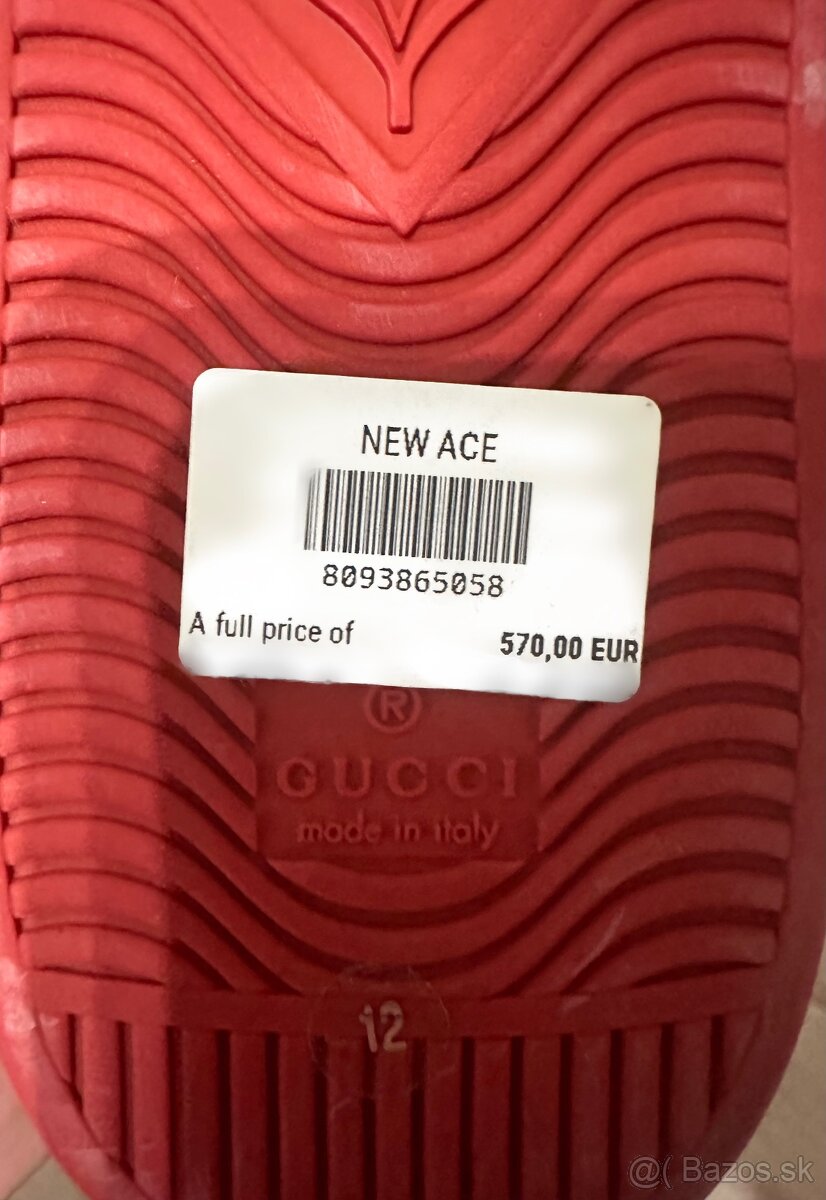 NEW ACE
8093865058
A full price of 570,00 EUR
®
GUCCI
made in italy
12
@( Bazos.sk